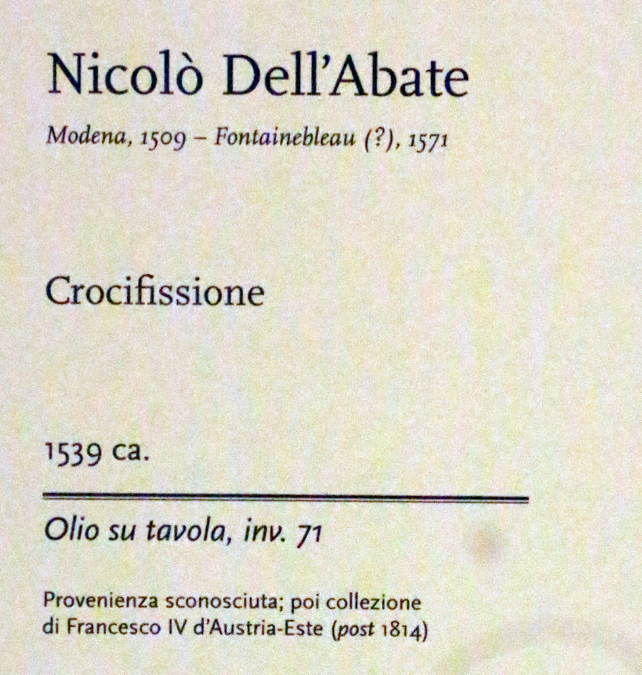 Nicolò Dell'Abate
Modena, 1509 – Fontainebleau (?), 1571
Crocifissione
1539 ca.
Olio su tavola, inv. 71
Provenienza sconosciuta; poi collezione
di Francesco IV d'Austria-Este (post 1814)